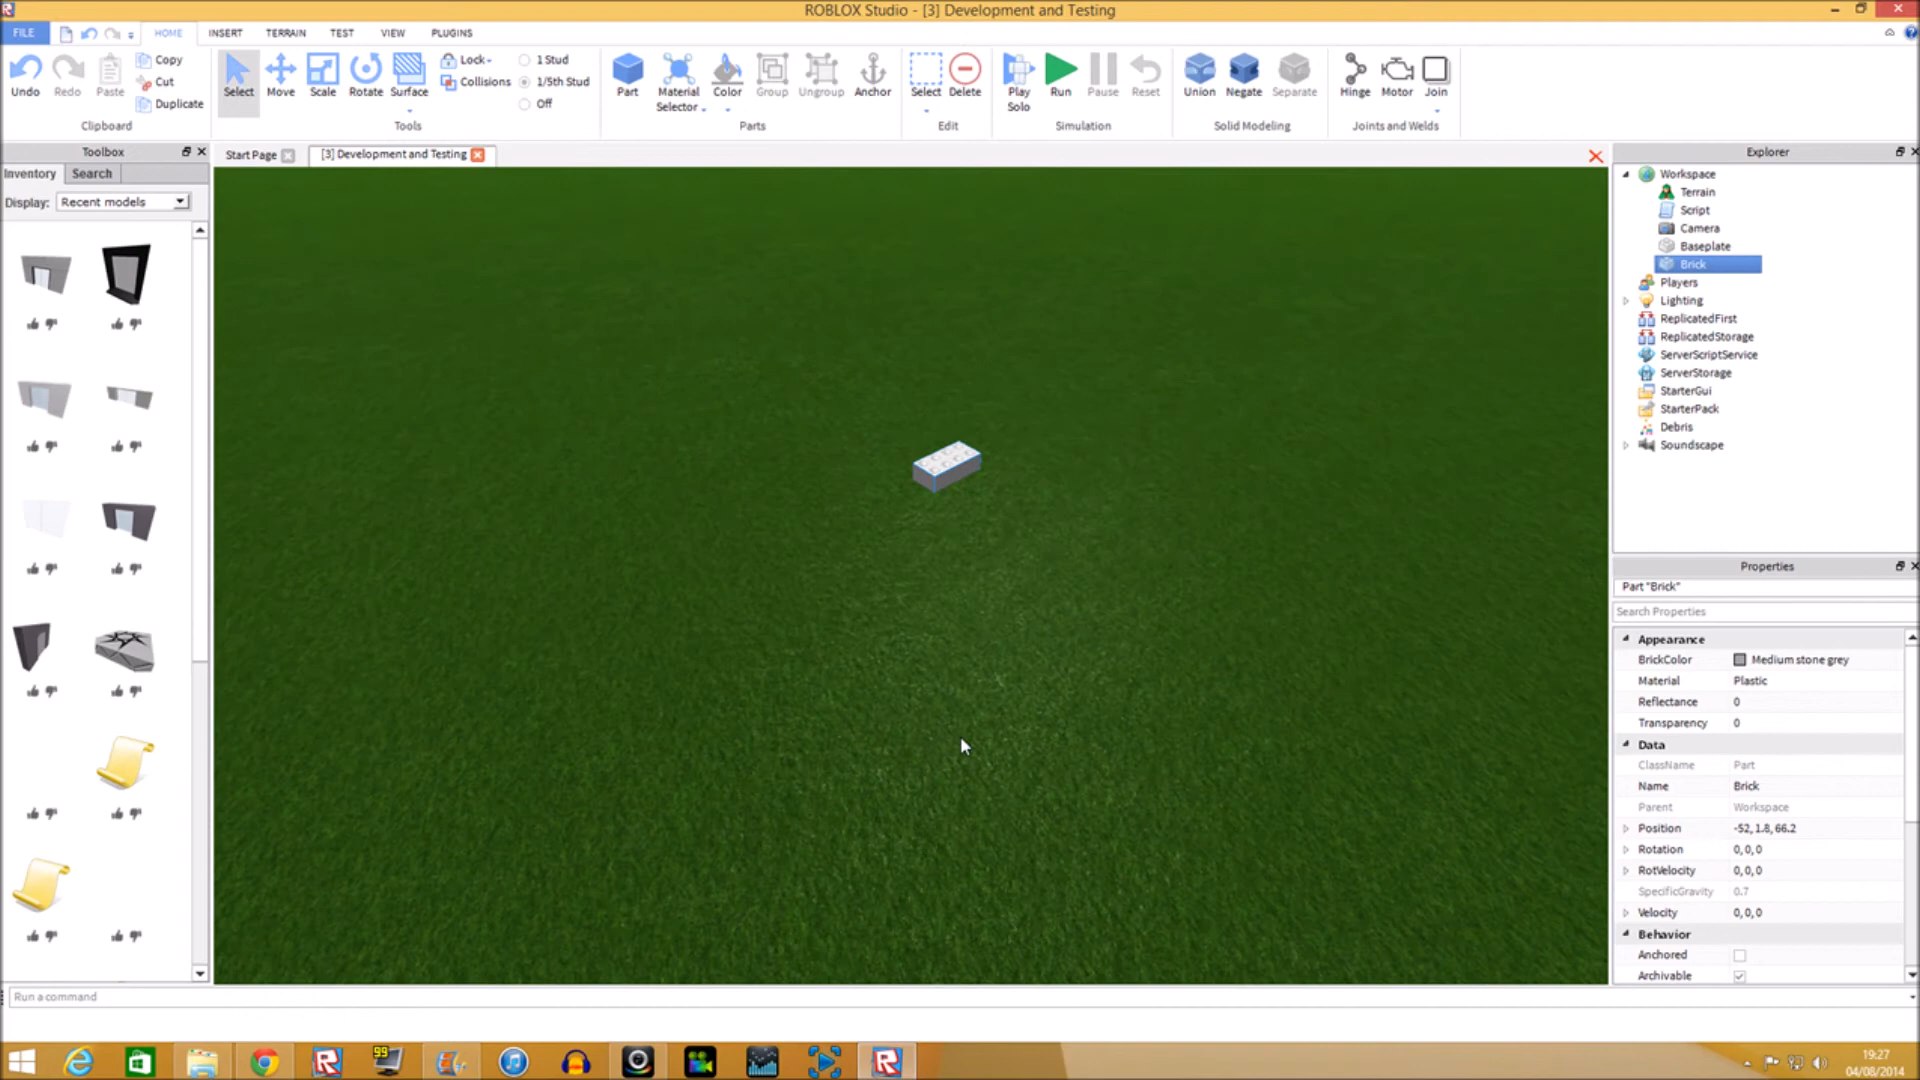 ROBLOX Studio - [3] Development and Testing
FILE HOME INSERT TERRAIN TEST VIEW PLUGINS
Undo Redo Paste Copy Cut Duplicate
Clipboard
Select Move Scale Rotate Surface Lock Collisions 1 Stud 1/5th Stud Off
Tools
Part Material Selector Color Group Ungroup Anchor
Parts
Select Delete
Edit
Play Solo Run Pause Reset
Simulation
Union Negate Separate
Solid Modeling
Hinge Motor Join
Joints and Welds
Toolbox
Inventory Search
Display: Recent models
Start Page [3] Development and Testing
Explorer
Workspace
Terrain
Script
Camera
Baseplate
Brick
Players
Lighting
ReplicatedFirst
ReplicatedStorage
ServerScriptService
ServerStorage
StarterGui
StarterPack
Debris
Soundscape
Properties
Part "Brick"
Search Properties
Appearance
BrickColor Medium stone grey
Material Plastic
Reflectance 0
Transparency 0
Data
ClassName Part
Name Brick
Parent Workspace
Position -52, 1.8, 66.2
Rotation 0, 0, 0
RotVelocity 0, 0, 0
SpecificGravity 0.7
Velocity 0, 0, 0
Behavior
Anchored
Archivable
Run a command
99
19:27
04/08/2014